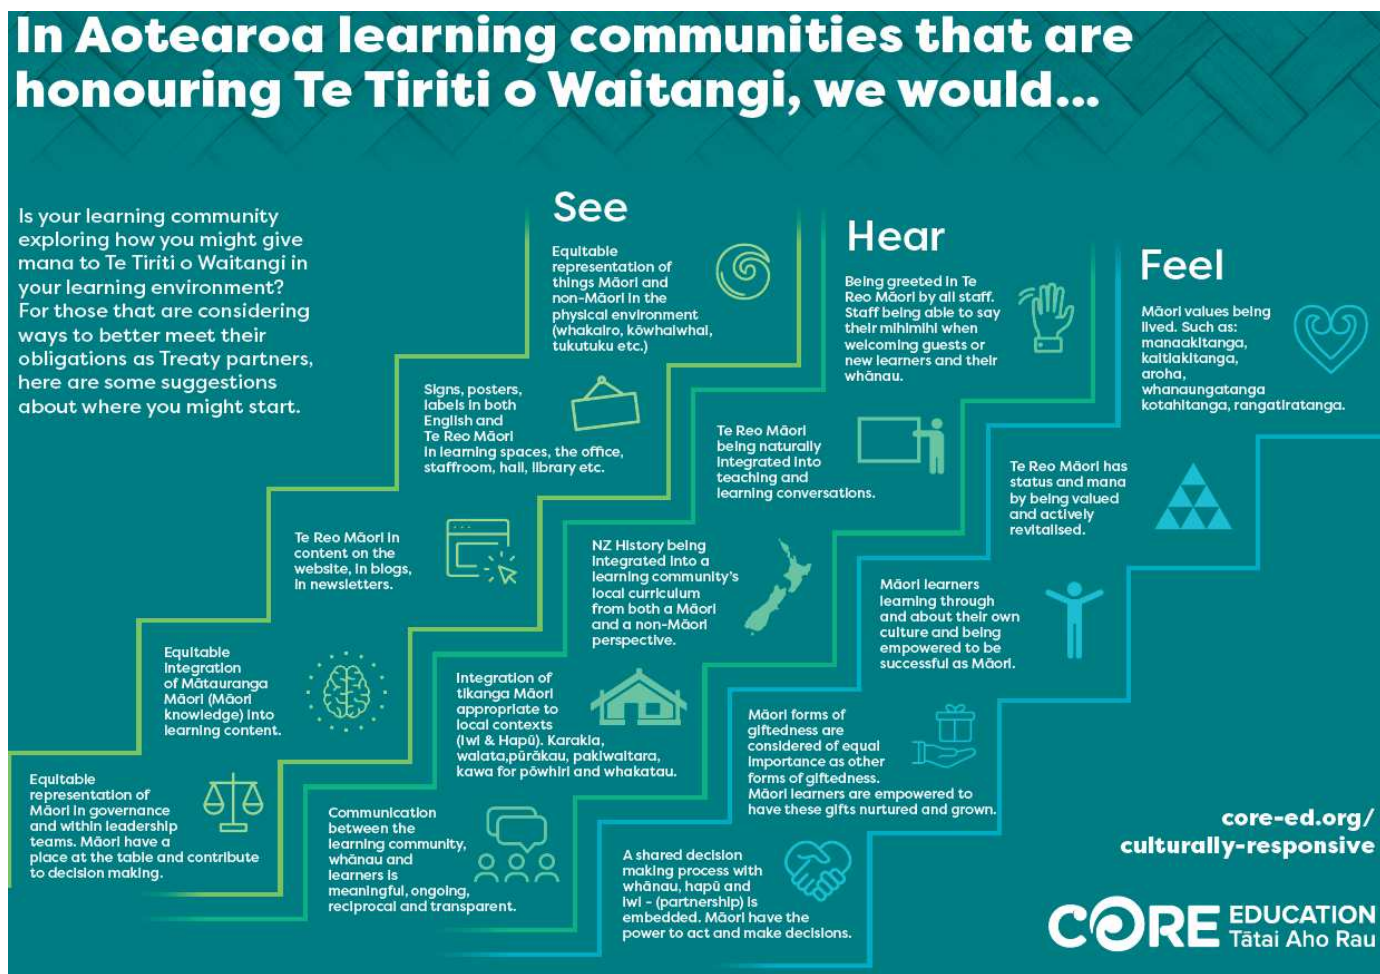 In Aotearoa learning communities that are
honouring Te Tiriti o Waitangi, we would...
Is your learning community
exploring how you might give
mana to Te Tiriti o Waitangi in
your learning environment?
For those that are considering
ways to better meet their
obligations as Treaty partners,
here are some suggestions
about where you might start.
See
Equitable
representation of
things Māori and
non-Māori in the
physical environment
(whakairo, kōwhaiwhai,
tukutuku etc.)
Signs, posters,
labels in both
English and
Te Reo Māori
in learning spaces, the office,
staffroom, hall, library etc.
Te Reo Māori in
content on the
website, in blogs,
in newsletters.
Equitable
integration
of Mātauranga
Māori (Māori
knowledge) into
learning content.
Equitable
representation of
Māori in governance
and within leadership
teams. Māori have a
place at the table and contribute
to decision making.
Hear
Being greeted in Te
Reo Māori by all staff.
Staff being able to say
their mihimihi when
welcoming guests or
new learners and their
whānau.
Te Reo Māori
being naturally
integrated into
teaching and
learning conversations.
NZ History being
integrated into a
learning community's
local curriculum
from both a Māori
and a non-Māori
perspective.
Integration of
tikanga Māori
appropriate to
local contexts
(Iwi & Hapū). Karakia,
waiata,pūrākau, pakiwaitara,
kawa for pōwhiri and whakatau.
Communication
between the
learning community,
whānau and
learners is
meaningful, ongoing,
reciprocal and transparent.
Feel
Māori values being
lived. Such as:
manaakitanga,
kaitiakitanga,
aroha,
whanaungatanga
kotahitanga, rangatiratanga.
Te Reo Māori has
status and mana
by being valued
and actively
revitalised.
Māori learners
learning through
and about their own
culture and being
empowered to be
successful as Māori.
Māori forms of
giftedness are
considered of equal
importance as other
forms of giftedness.
Māori learners are empowered to
have these gifts nurtured and grown.
A shared decision
making process with
whānau, hapū and
iwi - (partnership) is
embedded. Māori have the
power to act and make decisions.
core-ed.org/
culturally-responsive
CORE EDUCATION
Tātai Aho Rau